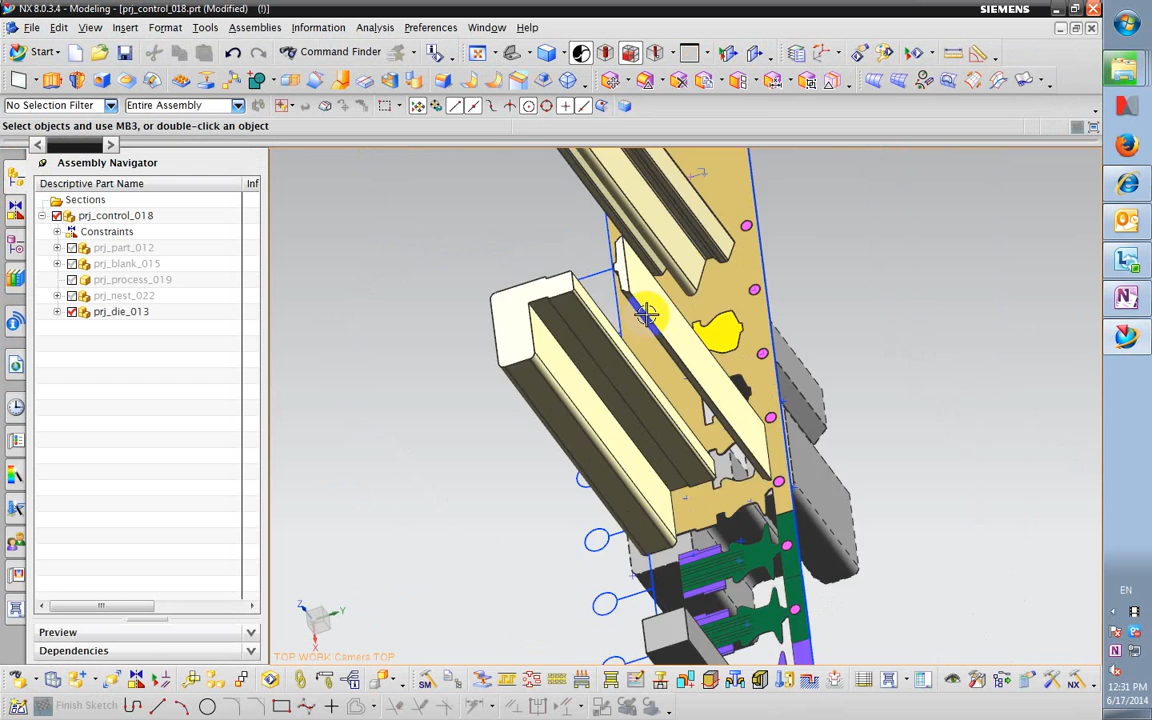 NX 8.0.3.4 - Modeling - [prj_control_018.prt (Modified) (!)]
SIEMENS
File Edit View Insert Format Tools Assemblies Information Analysis Preferences Window Help
Start
Command Finder
No Selection Filter
Entire Assembly
Select objects and use MB3, or double-click an object
Assembly Navigator
Descriptive Part Name
Inf
Sections
prj_control_018
Constraints
prj_part_012
prj_blank_015
prj_process_019
prj_nest_022
prj_die_013
Preview
Dependencies
Z
Y
X
TOP WORK Camera TOP
SM
NX
Finish Sketch
EN
12:31 PM
6/17/2014